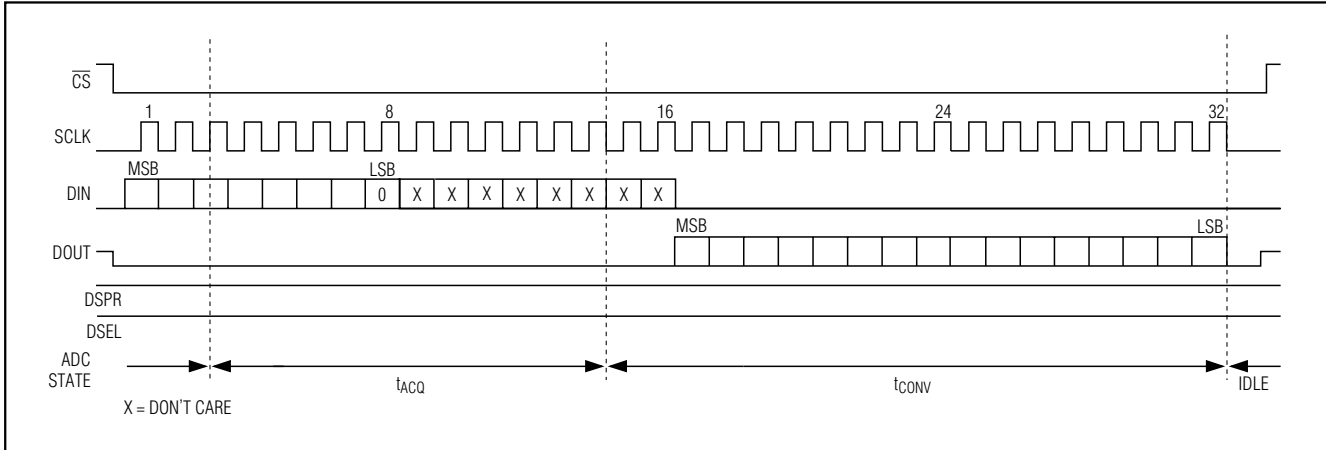 CS
1 8 16 24 32
SCLK
MSB LSB
DIN 0 X X X X X X X X
MSB LSB
DOUT
DSPR
DSEL
ADC
STATE
tACQ tCONV IDLE
X = DON'T CARE